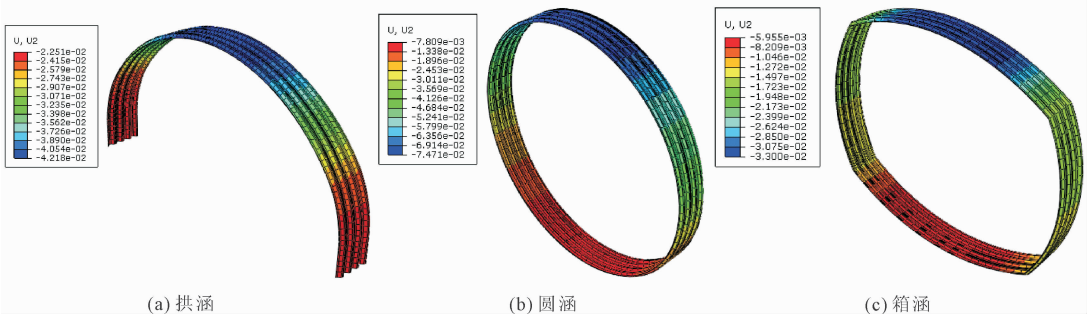 U, U2
-2.251e-02
-2.415e-02
-2.579e-02
-2.743e-02
-2.907e-02
-3.071e-02
-3.235e-02
-3.398e-02
-3.562e-02
-3.726e-02
-3.890e-02
-4.054e-02
-4.218e-02
(a) 拱涵
U, U2
-7.809e-03
-1.338e-02
-1.896e-02
-2.453e-02
-3.011e-02
-3.569e-02
-4.126e-02
-4.684e-02
-5.241e-02
-5.799e-02
-6.356e-02
-6.914e-02
-7.471e-02
(b) 圆涵
U, U2
-5.955e-03
-8.209e-03
-1.046e-02
-1.272e-02
-1.497e-02
-1.723e-02
-1.948e-02
-2.173e-02
-2.399e-02
-2.624e-02
-2.850e-02
-3.075e-02
-3.300e-02
(c) 箱涵